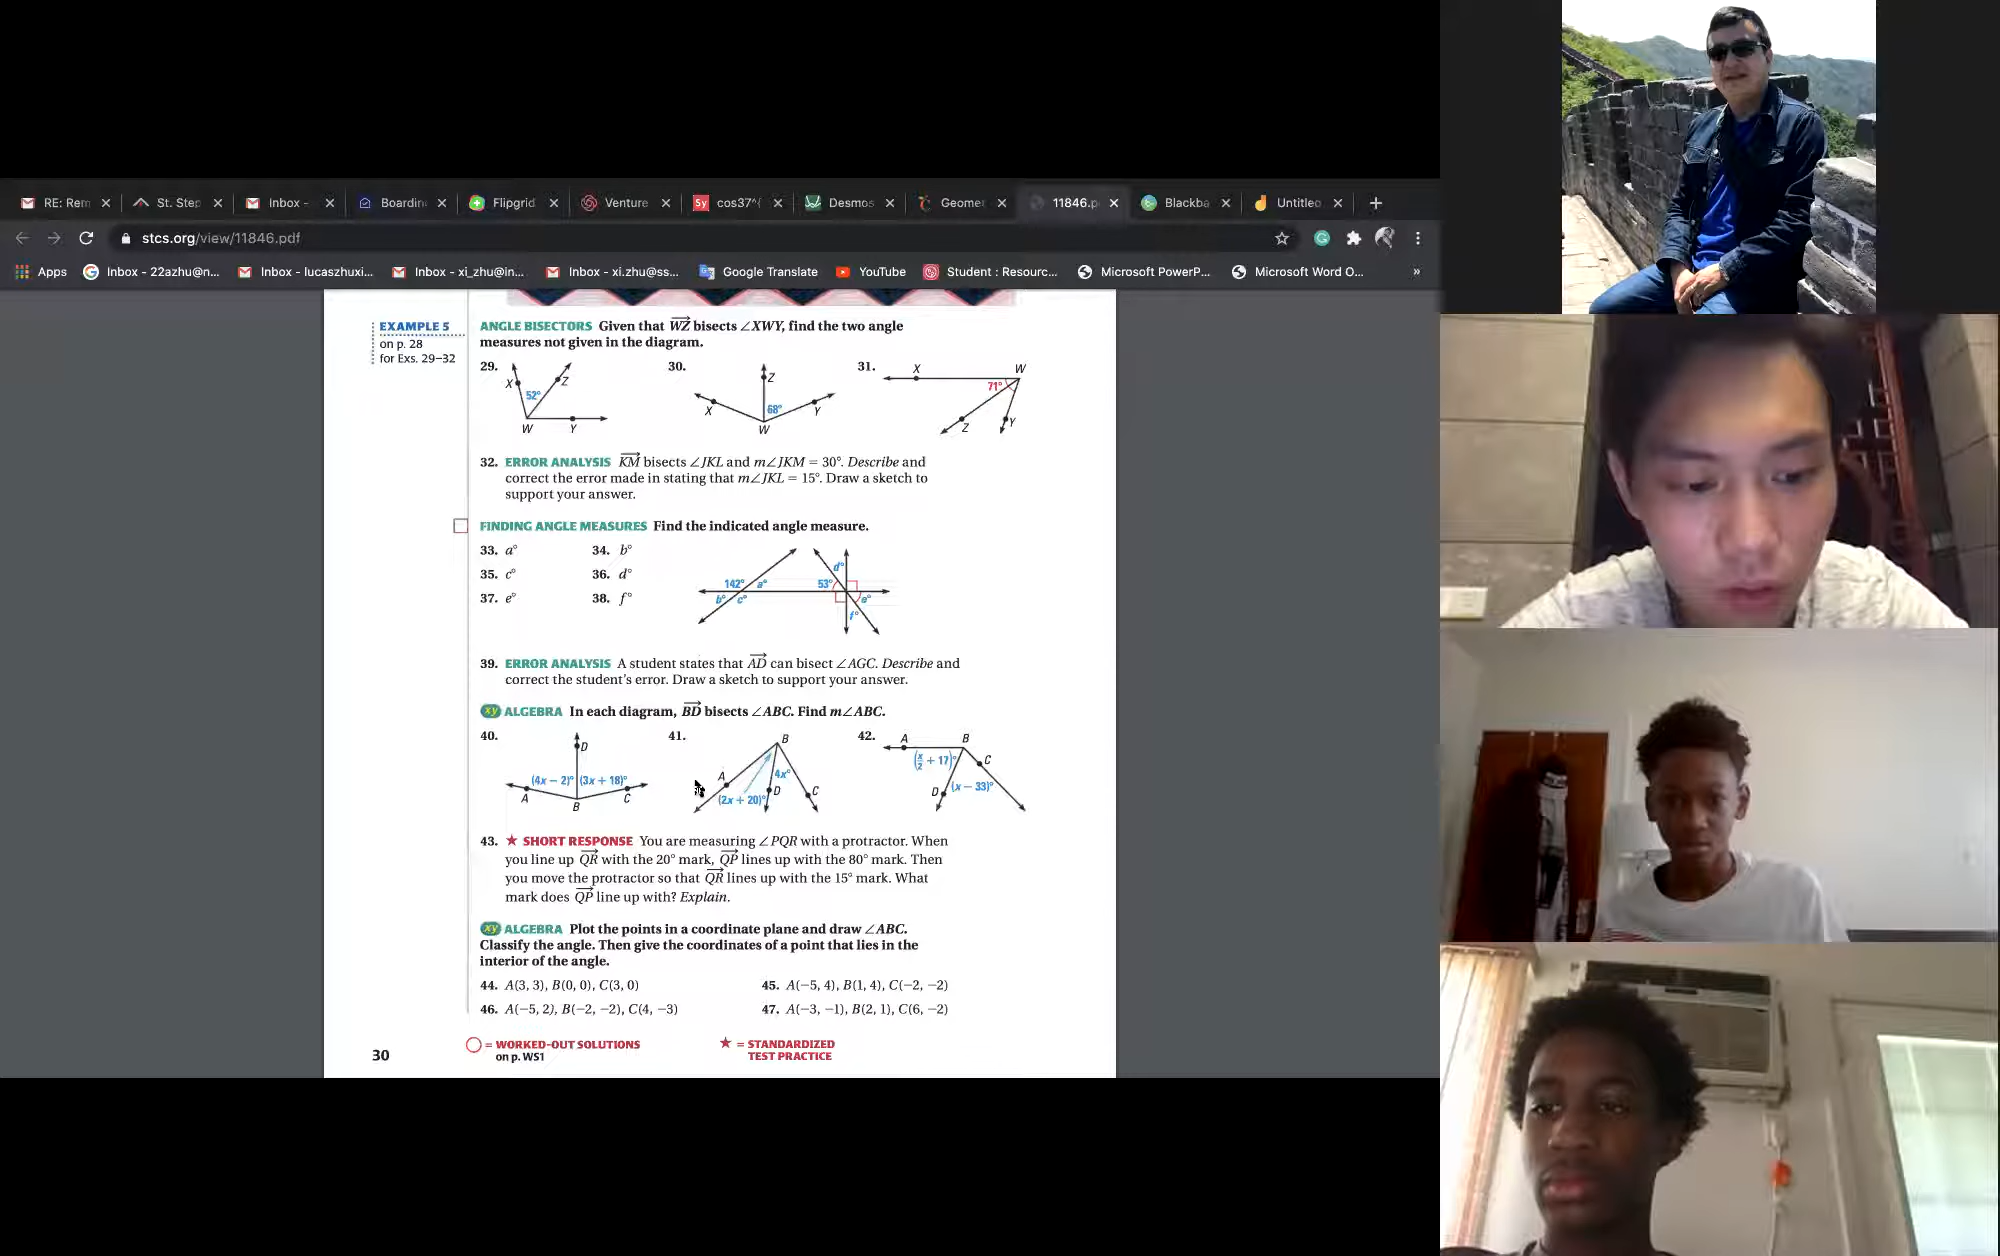 RE: Rem
St. Step
Inbox -
Boardin
Flipgrid
Venture
Sy cos37^(
Desmos
Geome
11846.p
Blackba
Untitled
stcs.org/view/11846.pdf
Apps
Inbox - 22azhu@n...
Inbox - lucaszhuxi...
Inbox - xi_zhu@in...
Inbox - xi.zhu@ss...
Google Translate
YouTube
Student : Resourc...
Microsoft PowerP...
Microsoft Word O...
»
EXAMPLE 5
on p. 28
for Exs. 29–32
ANGLE BISECTORS Given that WZ bisects ∠XWY, find the two angle
measures not given in the diagram.
29.
X Z
52°
W Y
30.
Z
X 68° Y
W
31.
X W
71°
Z Y
32. ERROR ANALYSIS KM bisects ∠JKL and m∠JKM = 30°. Describe and
correct the error made in stating that m∠JKL = 15°. Draw a sketch to
support your answer.
FINDING ANGLE MEASURES Find the indicated angle measure.
33. a° 34. b°
35. c° 36. d°
37. e° 38. f°
d°
142° a° 53°
b° c° e°
f°
39. ERROR ANALYSIS A student states that AD can bisect ∠AGC. Describe and
correct the student's error. Draw a sketch to support your answer.
xy ALGEBRA In each diagram, BD bisects ∠ABC. Find m∠ABC.
40.
D
(4x − 2)° (3x + 18)°
A B C
41.
B
A 4x°
(2x + 20)° D C
42.
A B
(x/2 + 17)° C
D (x − 33)°
43. ★ SHORT RESPONSE You are measuring ∠PQR with a protractor. When
you line up QR with the 20° mark, QP lines up with the 80° mark. Then
you move the protractor so that QR lines up with the 15° mark. What
mark does QP line up with? Explain.
xy ALGEBRA Plot the points in a coordinate plane and draw ∠ABC.
Classify the angle. Then give the coordinates of a point that lies in the
interior of the angle.
44. A(3, 3), B(0, 0), C(3, 0) 45. A(−5, 4), B(1, 4), C(−2, −2)
46. A(−5, 2), B(−2, −2), C(4, −3) 47. A(−3, −1), B(2, 1), C(6, −2)
30
= WORKED-OUT SOLUTIONS
on p. WS1
★ = STANDARDIZED
TEST PRACTICE